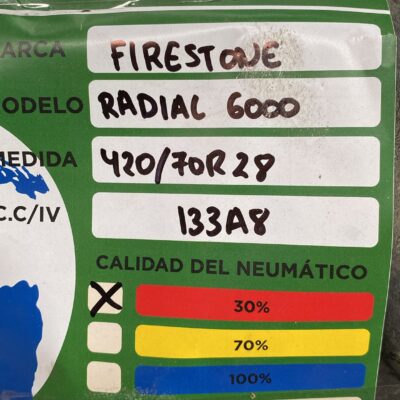 ARCA FIRESTONE
ODELO RADIAL 6000
MEDIDA 420/70R28
C.C/IV 133A8
CALIDAD DEL NEUMÁTICO
X 30%
70%
100%